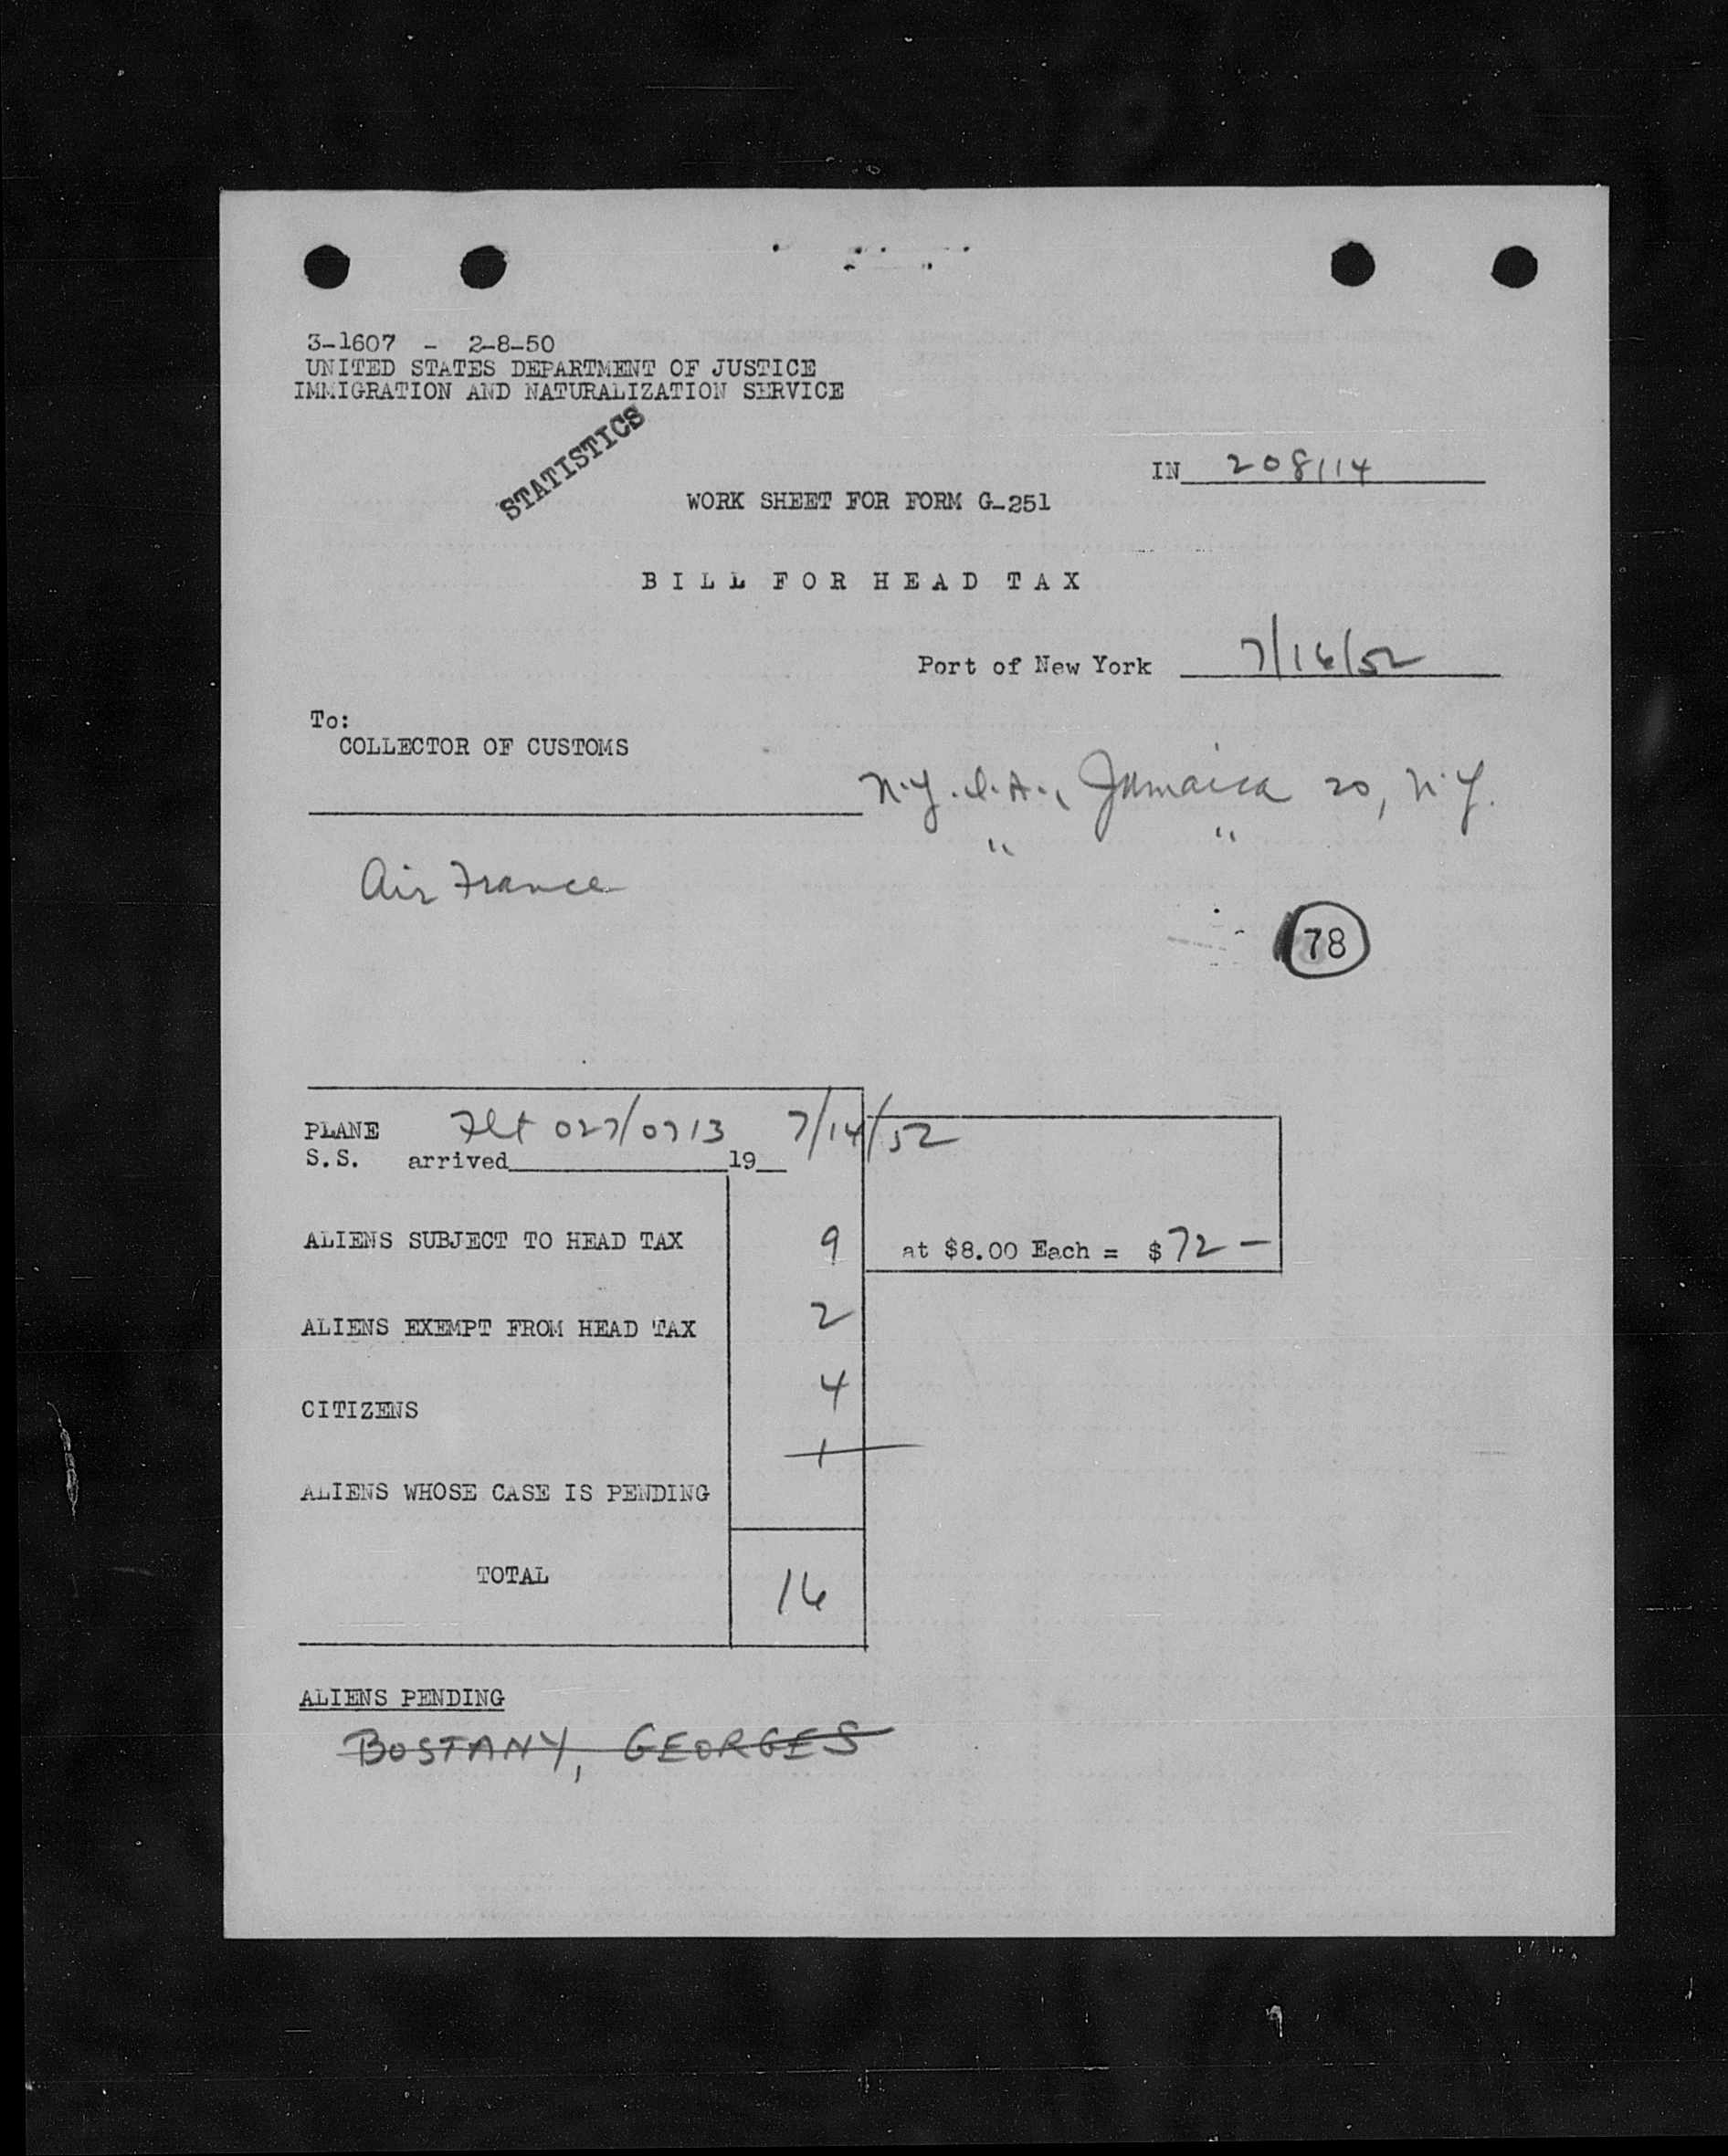 3-1607 - 2-8-50
UNITED STATES DEPARTMENT OF JUSTICE
IMMIGRATION AND NATURALIZATION SERVICE
STATISTICS
IN 208114
WORK SHEET FOR FORM G-251
BILL FOR HEAD TAX
Port of New York 7/16/52
To:
COLLECTOR OF CUSTOMS
N.Y.I.A., Jamaica 20, N.Y.
" "
Air France
78
PLANE Flt 027/0713 7/14/52
S.S. arrived 19
ALIENS SUBJECT TO HEAD TAX 9 at $8.00 Each = $72 -
ALIENS EXEMPT FROM HEAD TAX 2
CITIZENS 4
1
ALIENS WHOSE CASE IS PENDING
TOTAL 16
ALIENS PENDING
BOSTANY, GEORGES